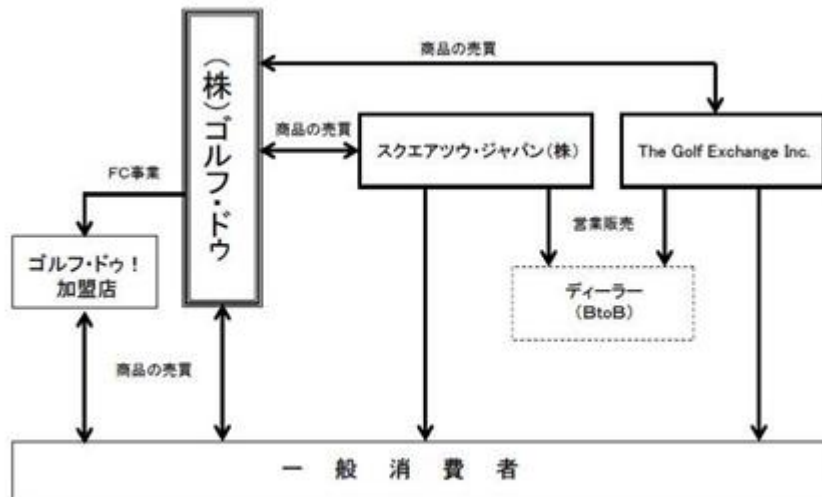 商品の売買
(株)ゴルフ・ドゥ
商品の売買
スクエアツウ・ジャパン(株)
The Golf Exchange Inc.
FC事業
営業販売
ゴルフ・ドゥ!
加盟店
ディーラー
(BtoB)
商品の売買
一般消費者